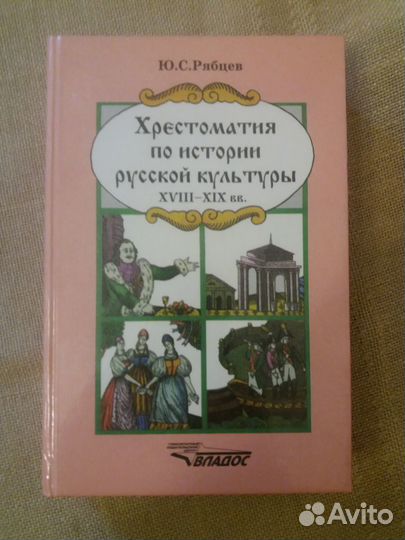 Ю.С.Рябцев
Хрестоматия
по истории
русской культуры
XVIII–XIX вв.
ВЛАДОС
Avito